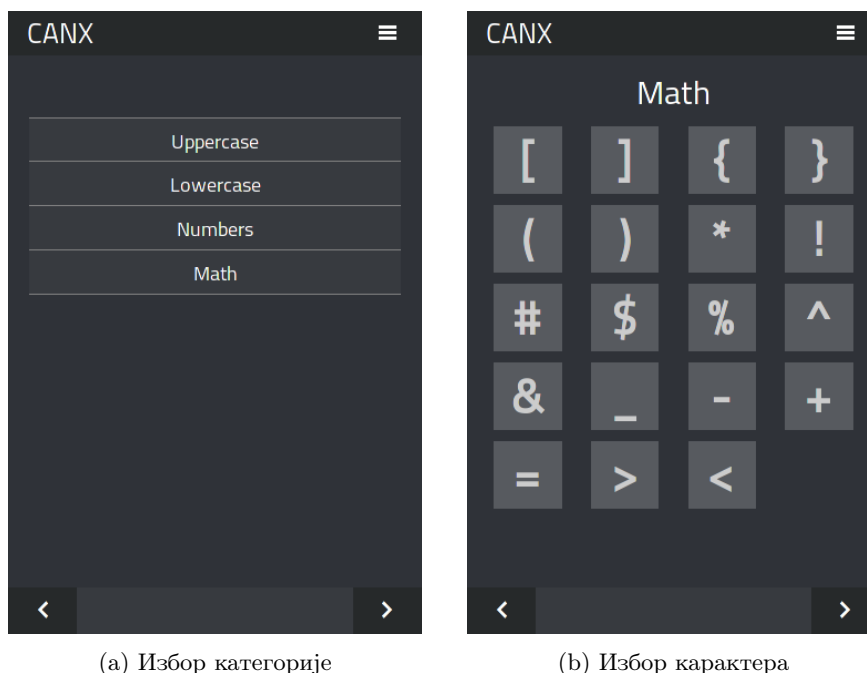 CANX
Uppercase
Lowercase
Numbers
Math
(a) Избор категорије
CANX
Math
[ ] { }
( ) * !
# $ % ^
& _ - +
= > <
(b) Избор карактера